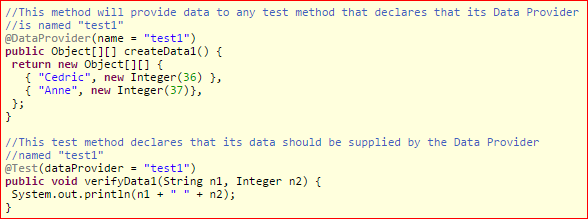 //This method will provide data to any test method that declares that its Data Provider
//is named "test1"
@DataProvider(name = "test1")
public Object[][] createData1() {
 return new Object[][] {
   { "Cedric", new Integer(36) },
   { "Anne", new Integer(37)},
 };
}

//This test method declares that its data should be supplied by the Data Provider
//named "test1"
@Test(dataProvider = "test1")
public void verifyData1(String n1, Integer n2) {
 System.out.println(n1 + " " + n2);
}